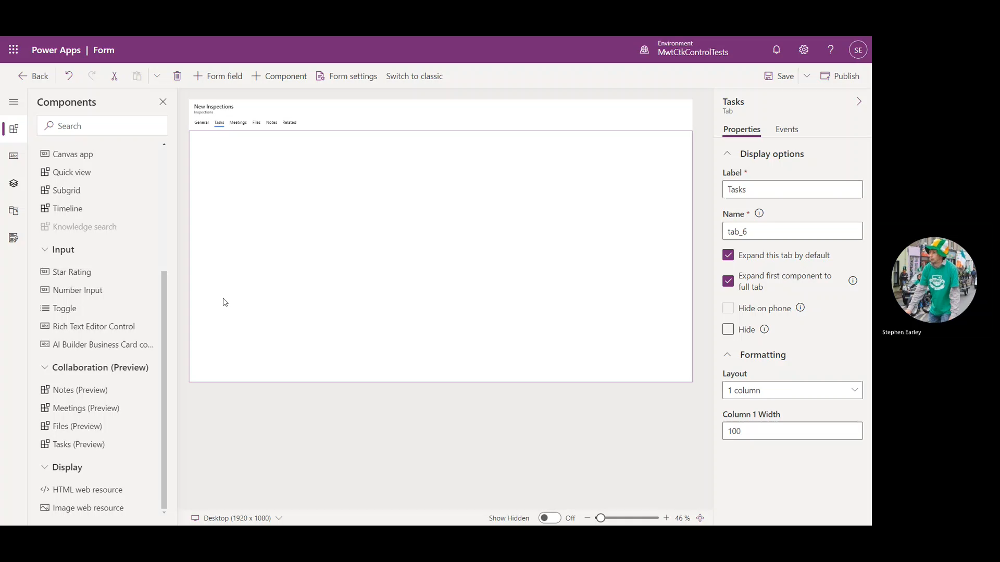 Power Apps | Form
Environment
MwtCtkControlTests
SE
Back
Form field
Component
Form settings
Switch to classic
Save
Publish
Components
Search
Canvas app
Quick view
Subgrid
Timeline
Knowledge search
Input
Star Rating
Number Input
Toggle
Rich Text Editor Control
AI Builder Business Card co...
Collaboration (Preview)
Notes (Preview)
Meetings (Preview)
Files (Preview)
Tasks (Preview)
Display
HTML web resource
Image web resource
New Inspections
Inspections
General Tasks Meetings Files Notes Related
Desktop (1920 x 1080)
Show Hidden
Off
46 %
Tasks
Tab
Properties Events
Display options
Label *
Tasks
Name *
tab_6
Expand this tab by default
Expand first component to
full tab
Hide on phone
Hide
Formatting
Layout
1 column
Column 1 Width
100
Stephen Earley